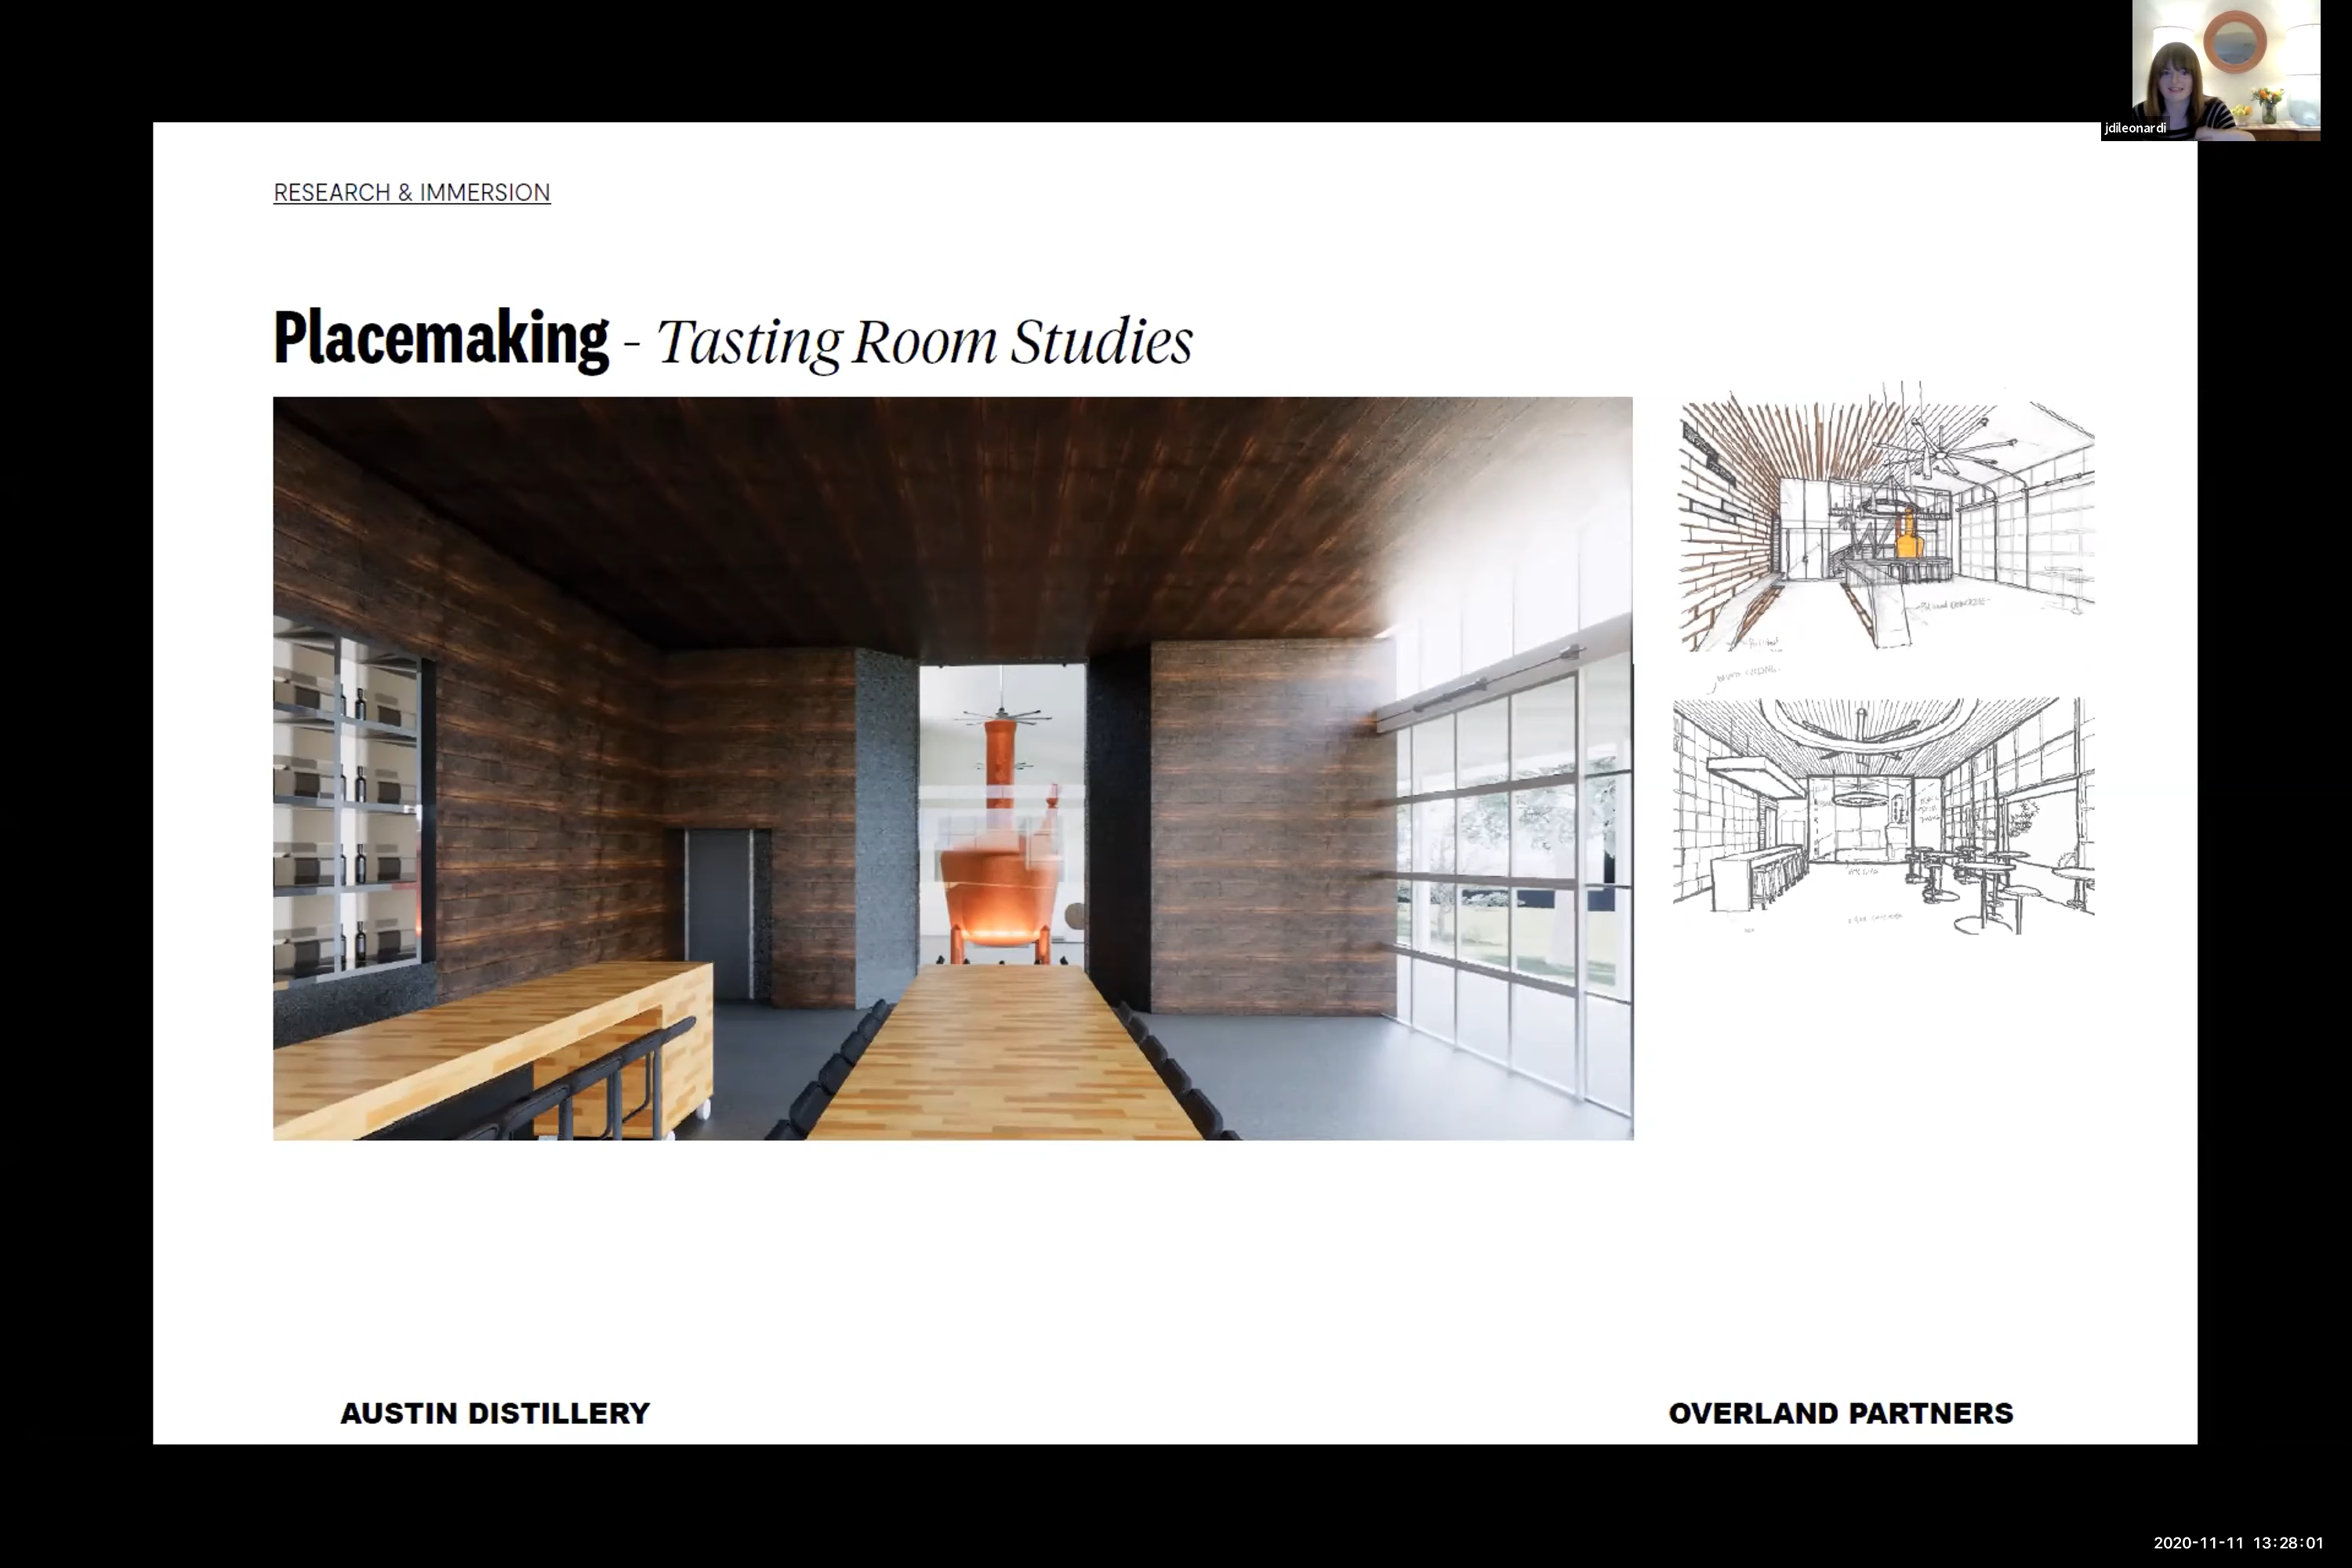 jdileonardi
RESEARCH & IMMERSION
Placemaking - Tasting Room Studies
AUSTIN DISTILLERY
OVERLAND PARTNERS
2020-11-11 13:28:01